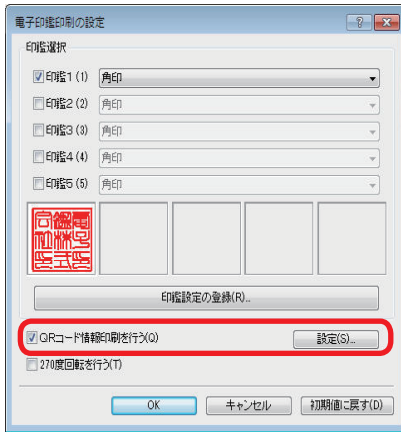 電子印鑑印刷の設定
印鑑選択
印鑑1 (1) 角印
印鑑2 (2) 角印
印鑑3 (3) 角印
印鑑4 (4) 角印
印鑑5 (5) 角印
印鑑設定の登録(R)...
QRコード情報印刷を行う(Q) 設定(S)...
270度回転を行う(T)
OK キャンセル 初期値に戻す(D)